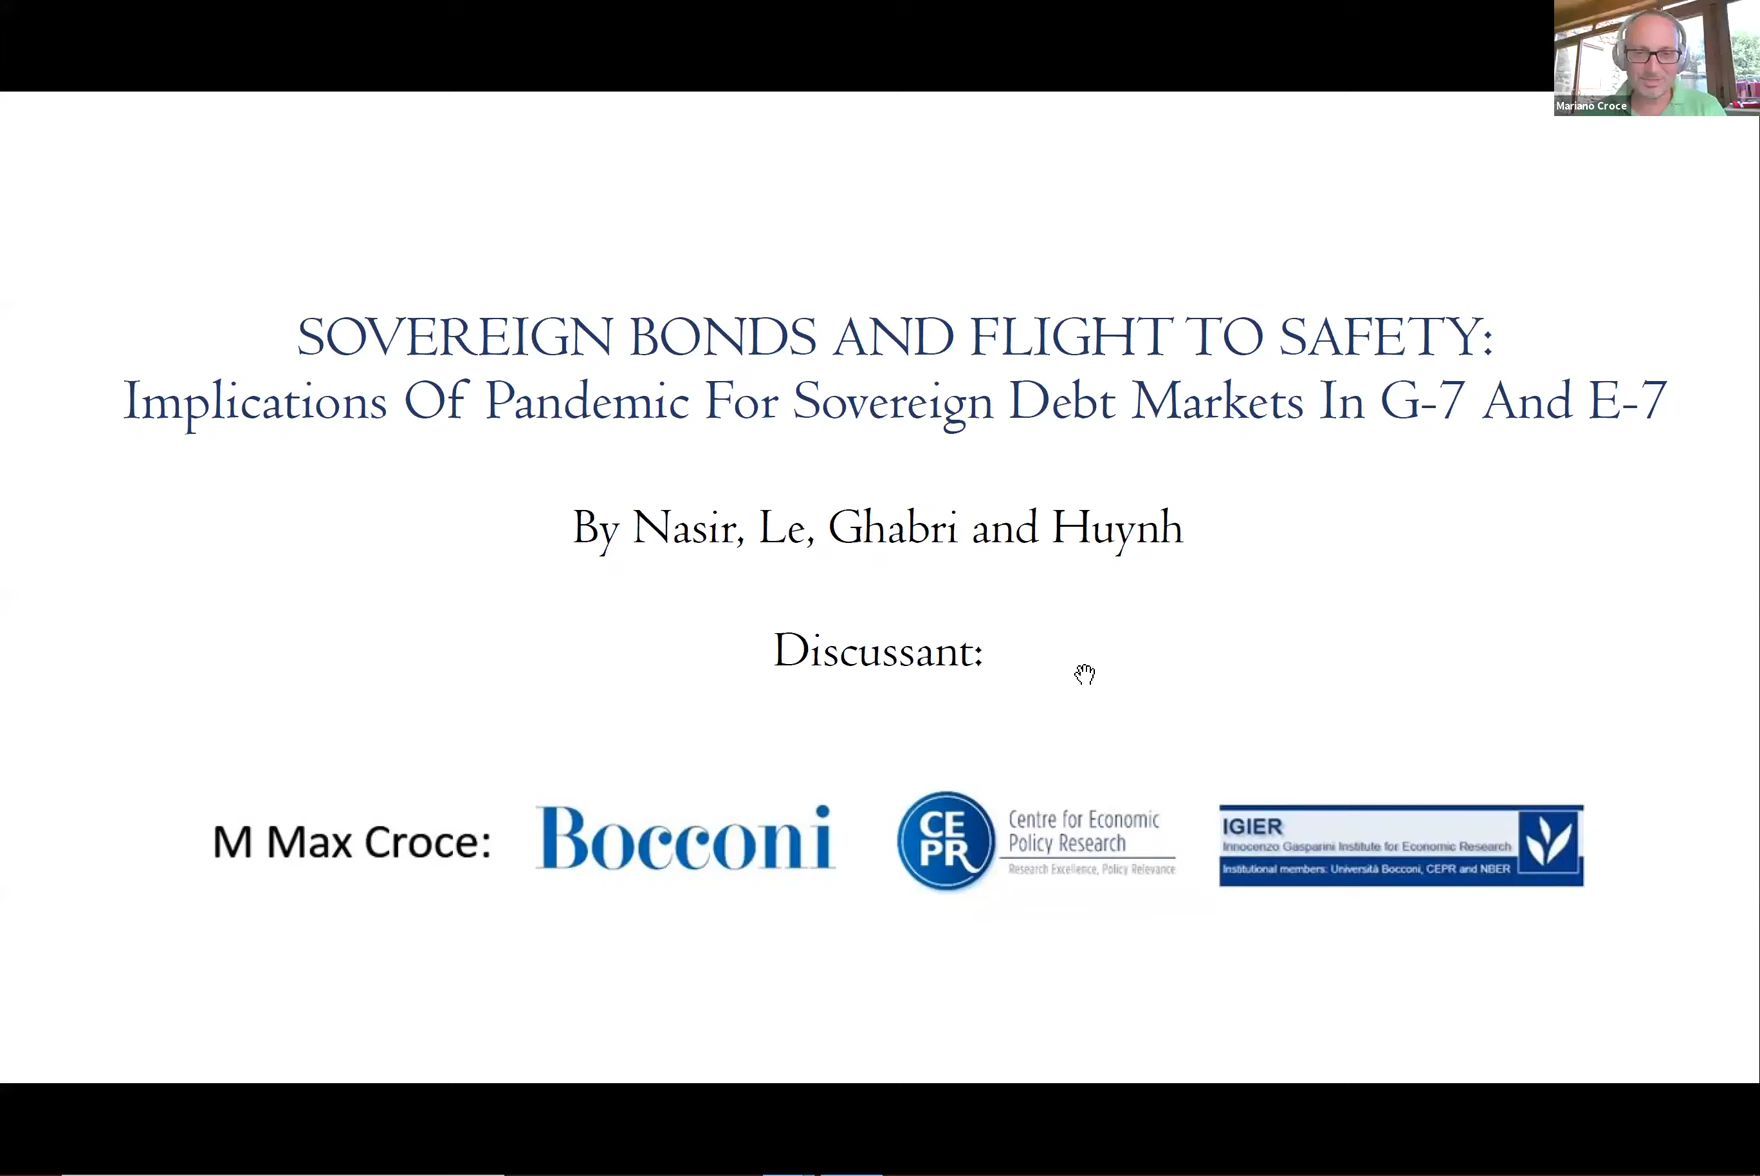 Mariano Croce
SOVEREIGN BONDS AND FLIGHT TO SAFETY:
Implications Of Pandemic For Sovereign Debt Markets In G-7 And E-7
By Nasir, Le, Ghabri and Huynh
Discussant:
M Max Croce:
Bocconi
CE
PR
Centre for Economic
Policy Research
Research Excellence, Policy Relevance
IGIER
Innocenzo Gasparini Institute for Economic Research
Institutional members: Università Bocconi, CEPR and NBER